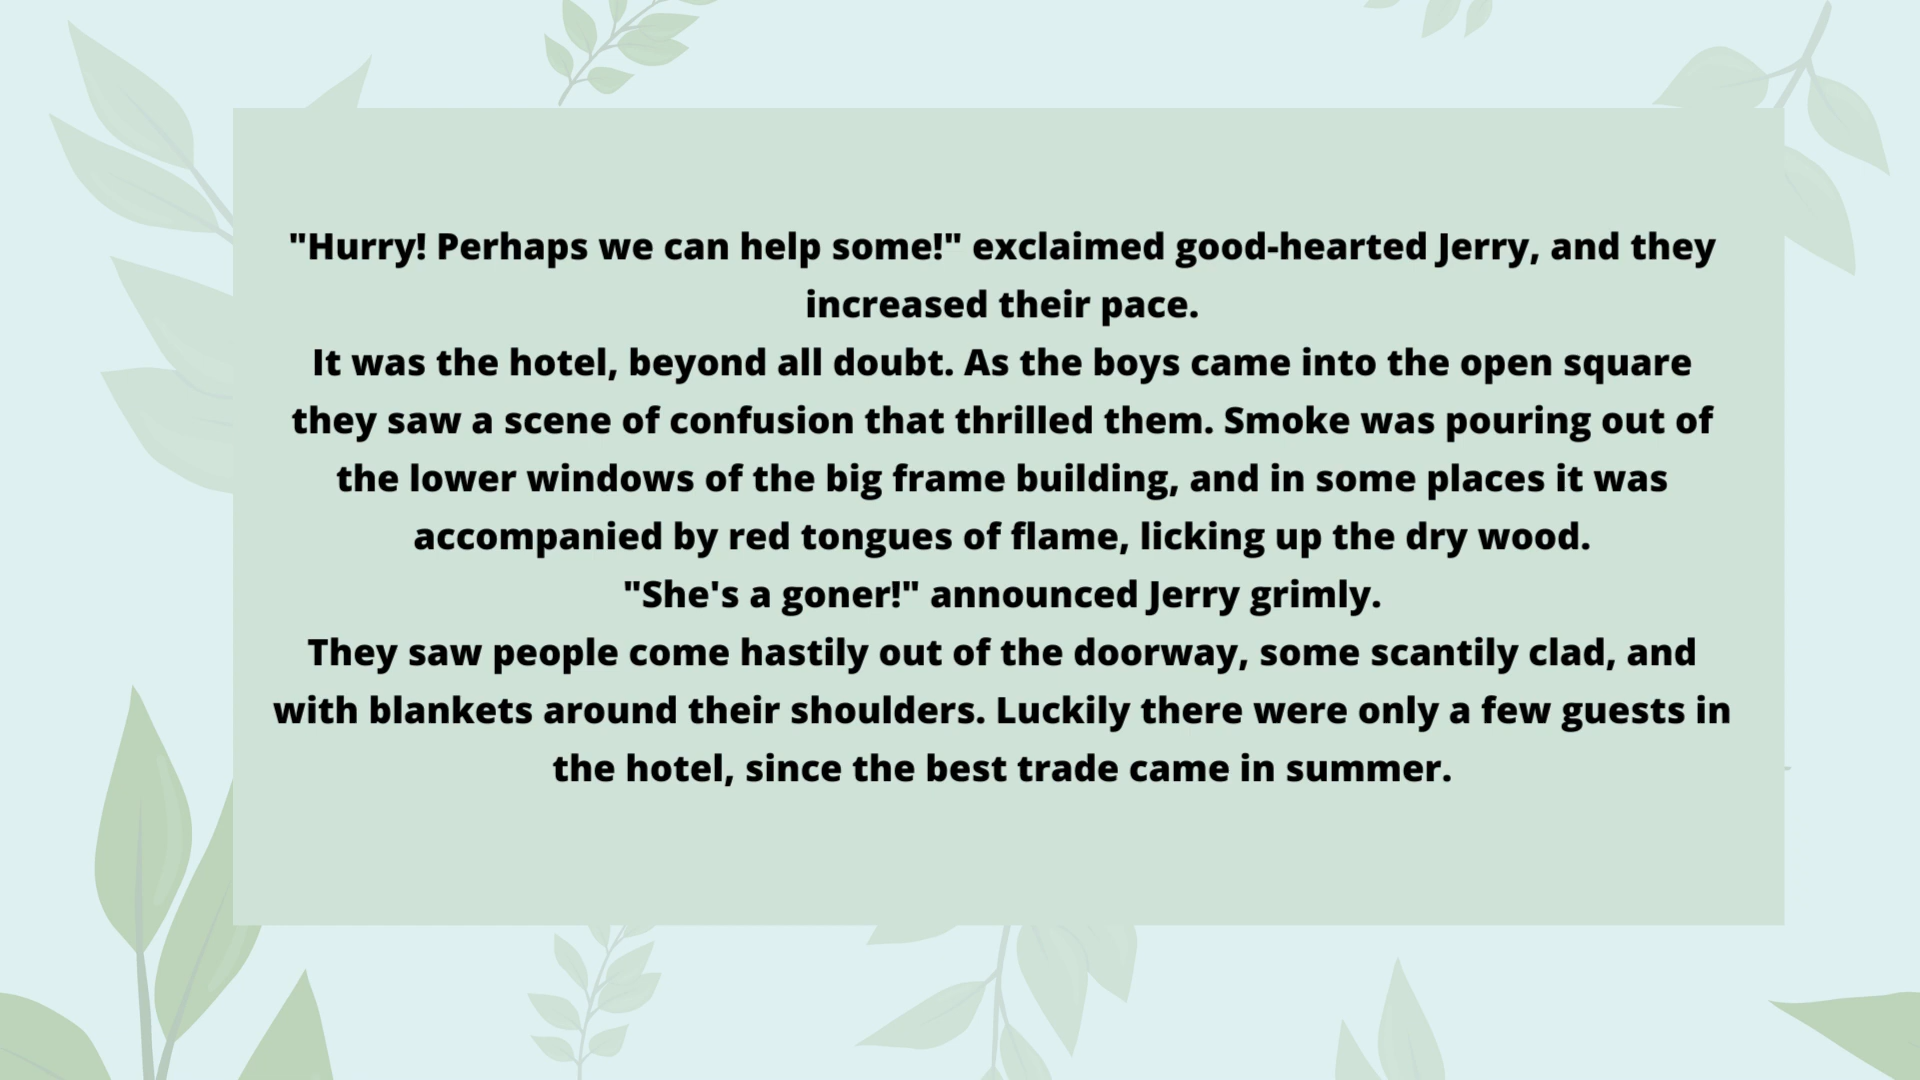 "Hurry! Perhaps we can help some!" exclaimed good-hearted Jerry, and they
increased their pace.
It was the hotel, beyond all doubt. As the boys came into the open square
they saw a scene of confusion that thrilled them. Smoke was pouring out of
the lower windows of the big frame building, and in some places it was
accompanied by red tongues of flame, licking up the dry wood.
"She's a goner!" announced Jerry grimly.
They saw people come hastily out of the doorway, some scantily clad, and
with blankets around their shoulders. Luckily there were only a few guests in
the hotel, since the best trade came in summer.